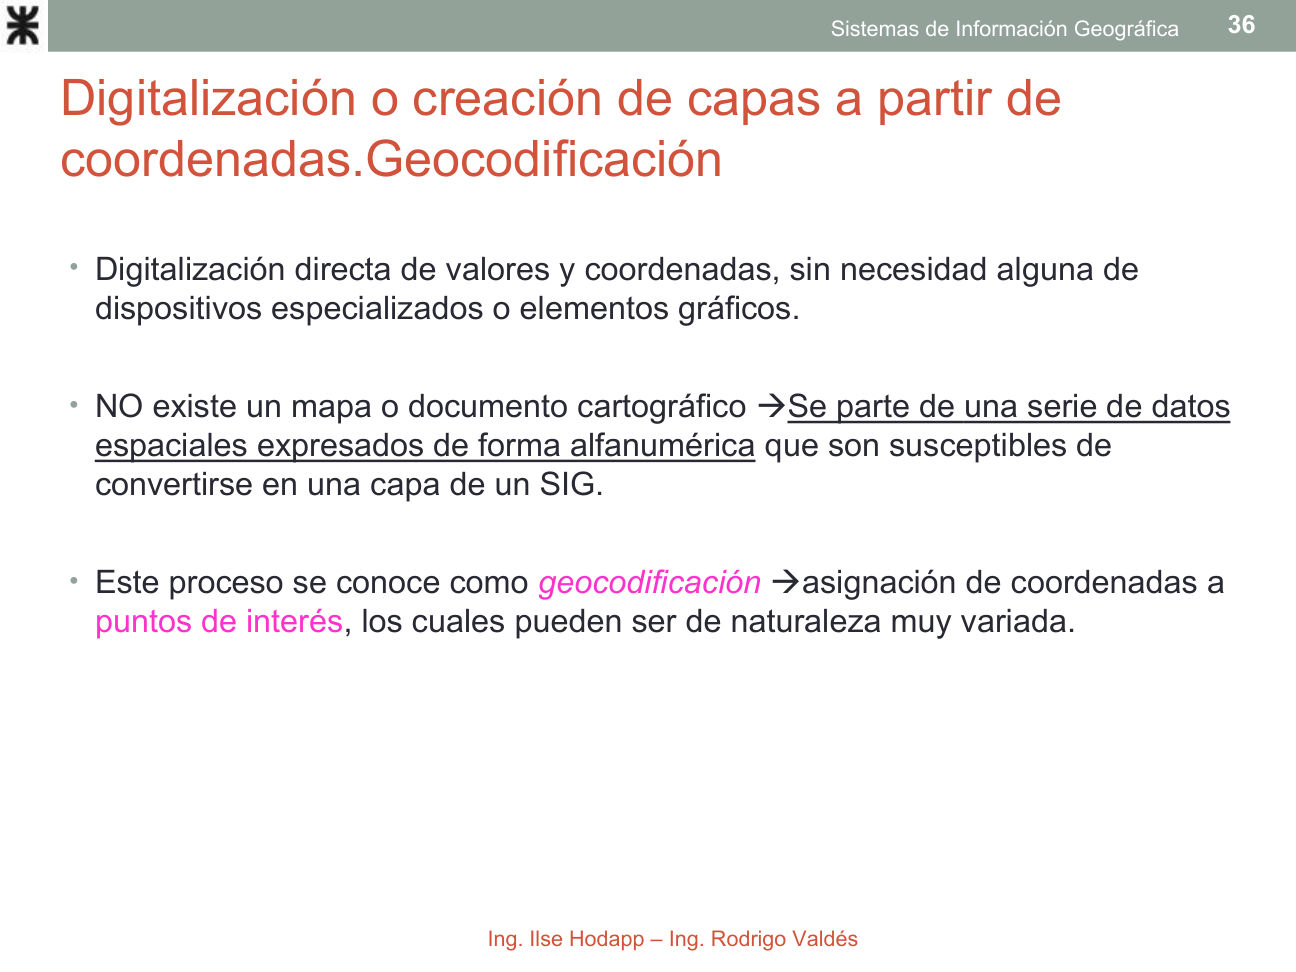 Sistemas de Información Geográfica 36
Digitalización o creación de capas a partir de
coordenadas.Geocodificación
• Digitalización directa de valores y coordenadas, sin necesidad alguna de
dispositivos especializados o elementos gráficos.
• NO existe un mapa o documento cartográfico →Se parte de una serie de datos
espaciales expresados de forma alfanumérica que son susceptibles de
convertirse en una capa de un SIG.
• Este proceso se conoce como geocodificación →asignación de coordenadas a
puntos de interés, los cuales pueden ser de naturaleza muy variada.
Ing. Ilse Hodapp – Ing. Rodrigo Valdés